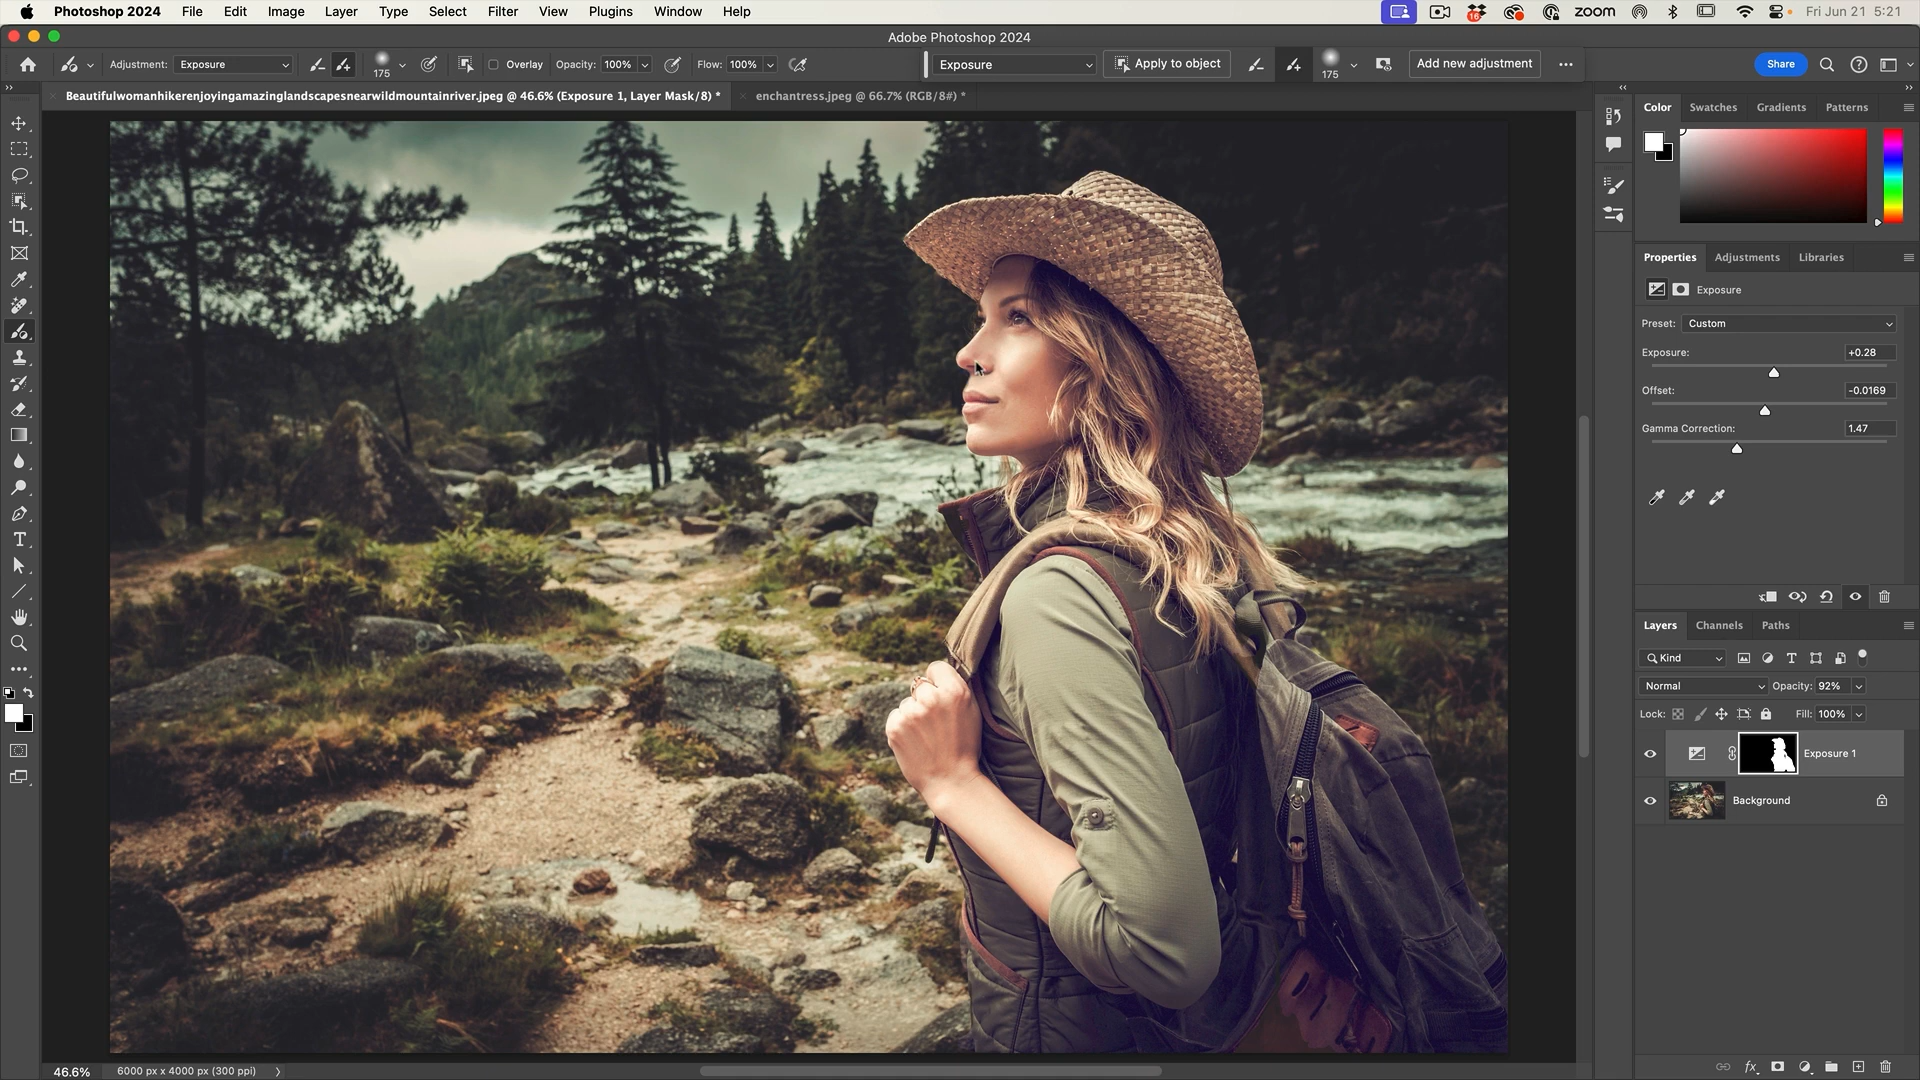 Photoshop 2024 File Edit Image Layer Type Select Filter View Plugins Window Help 16 zoom Fri Jun 21 5:21
Adobe Photoshop 2024
Adjustment: Exposure 175 Overlay Opacity: 100% Flow: 100% Exposure Apply to object 175 Add new adjustment Share
Beautifulwomanhikerenjoyingamazinglandscapesnearwildmountainriver.jpeg @ 46.6% (Exposure 1, Layer Mask/8) * enchantress.jpeg @ 66.7% (RGB/8#) *
Color Swatches Gradients Patterns
Properties Adjustments Libraries
Exposure
Preset: Custom
Exposure: +0.28
Offset: -0.0169
Gamma Correction: 1.47
Layers Channels Paths
Kind
Normal Opacity: 92%
Lock: Fill: 100%
Exposure 1
Background
46.6% 6000 px x 4000 px (300 ppi)